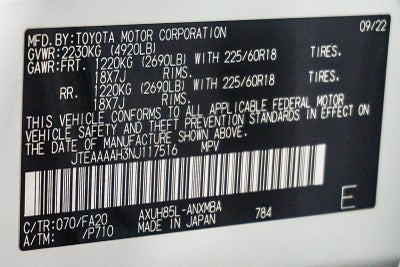 MFD.BY:TOYOTA MOTOR CORPORATION 09/22
GVWR:2230KG (4920LB)
GAWR:FRT. 1220KG (2690LB) WITH 225/60R18 TIRES.
18X7J RIMS.
RR. 1220KG (2690LB) WITH 225/60R18 TIRES.
18X7J RIMS.
THIS VEHICLE CONFORMS TO ALL APPLICABLE FEDERAL MOTOR
VEHICLE SAFETY AND THEFT PREVENTION STANDARDS IN EFFECT ON
THE DATE OF MANUFACTURE SHOWN ABOVE.
JTEAAAAH3NJ117516 MPV
E
C/TR:070/FA20 AXUH85L-ANXMBA 784
A/TM: /P710 MADE IN JAPAN